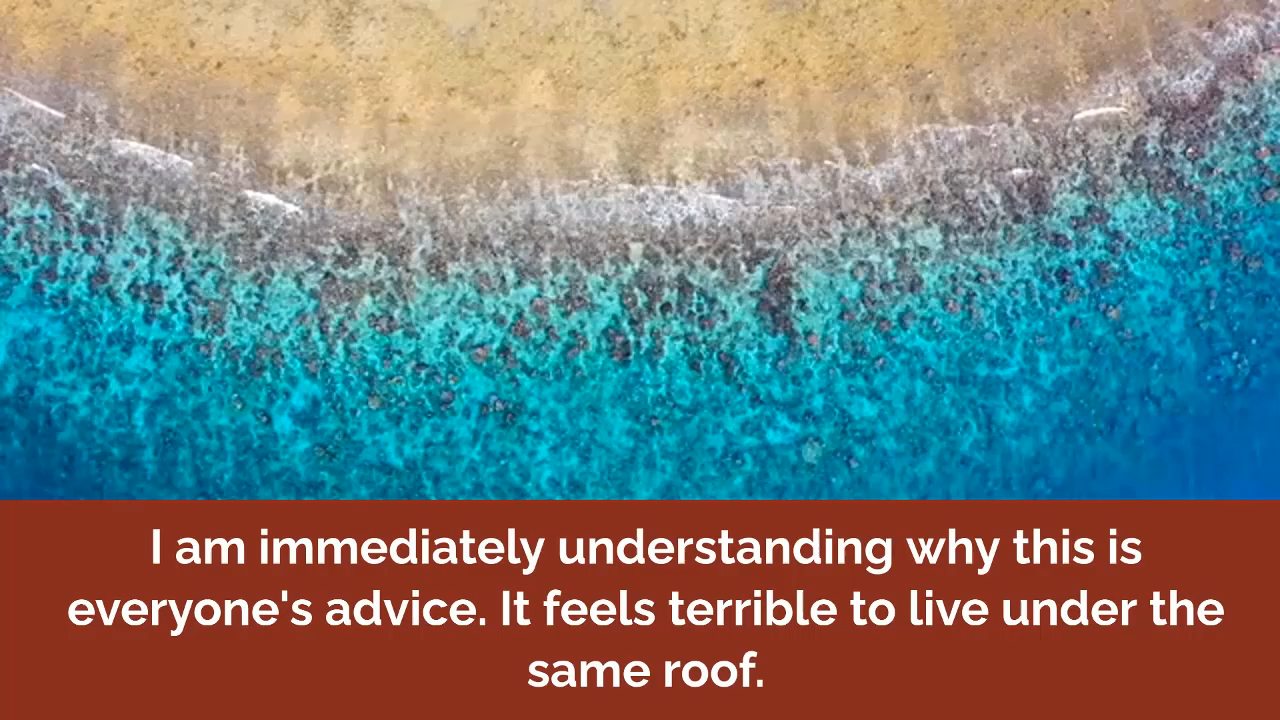 I am immediately understanding why this is
everyone's advice. It feels terrible to live under the
same roof.